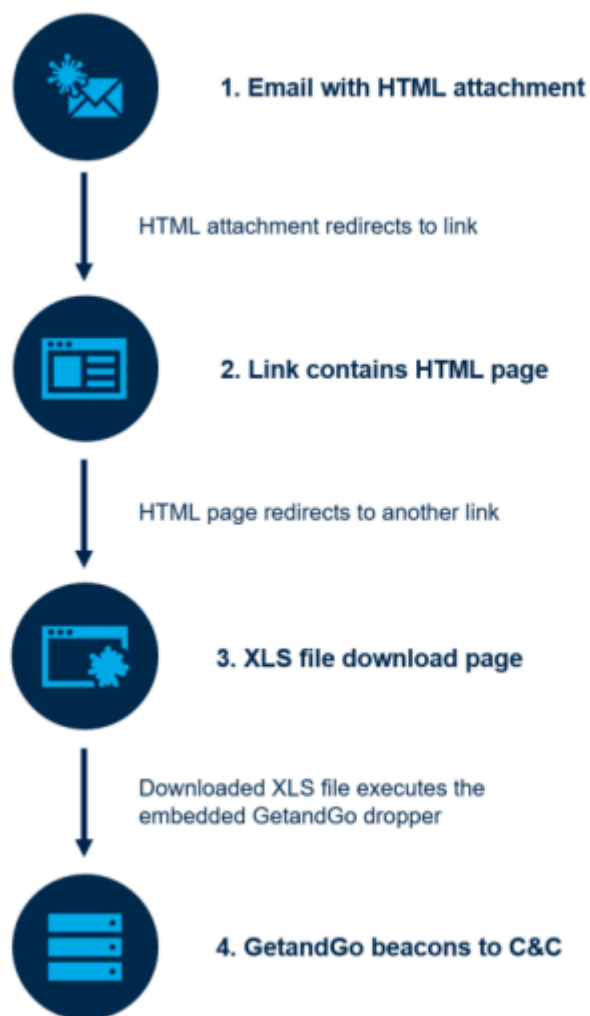 1. Email with HTML attachment
HTML attachment redirects to link
2. Link contains HTML page
HTML page redirects to another link
3. XLS file download page
Downloaded XLS file executes the
embedded GetandGo dropper
4. GetandGo beacons to C&C